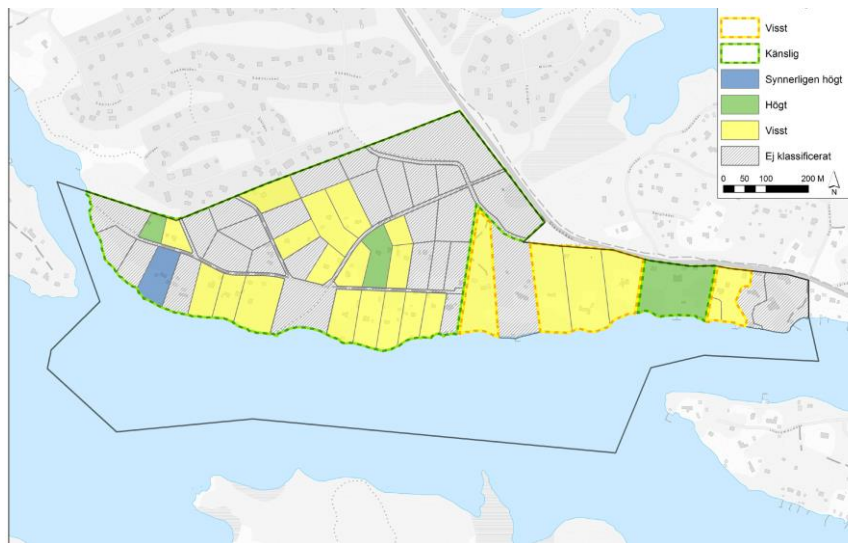 Visst
Känslig
Synnerligen högt
Högt
Visst
Ej klassificerat
0 50 100 200 M
N